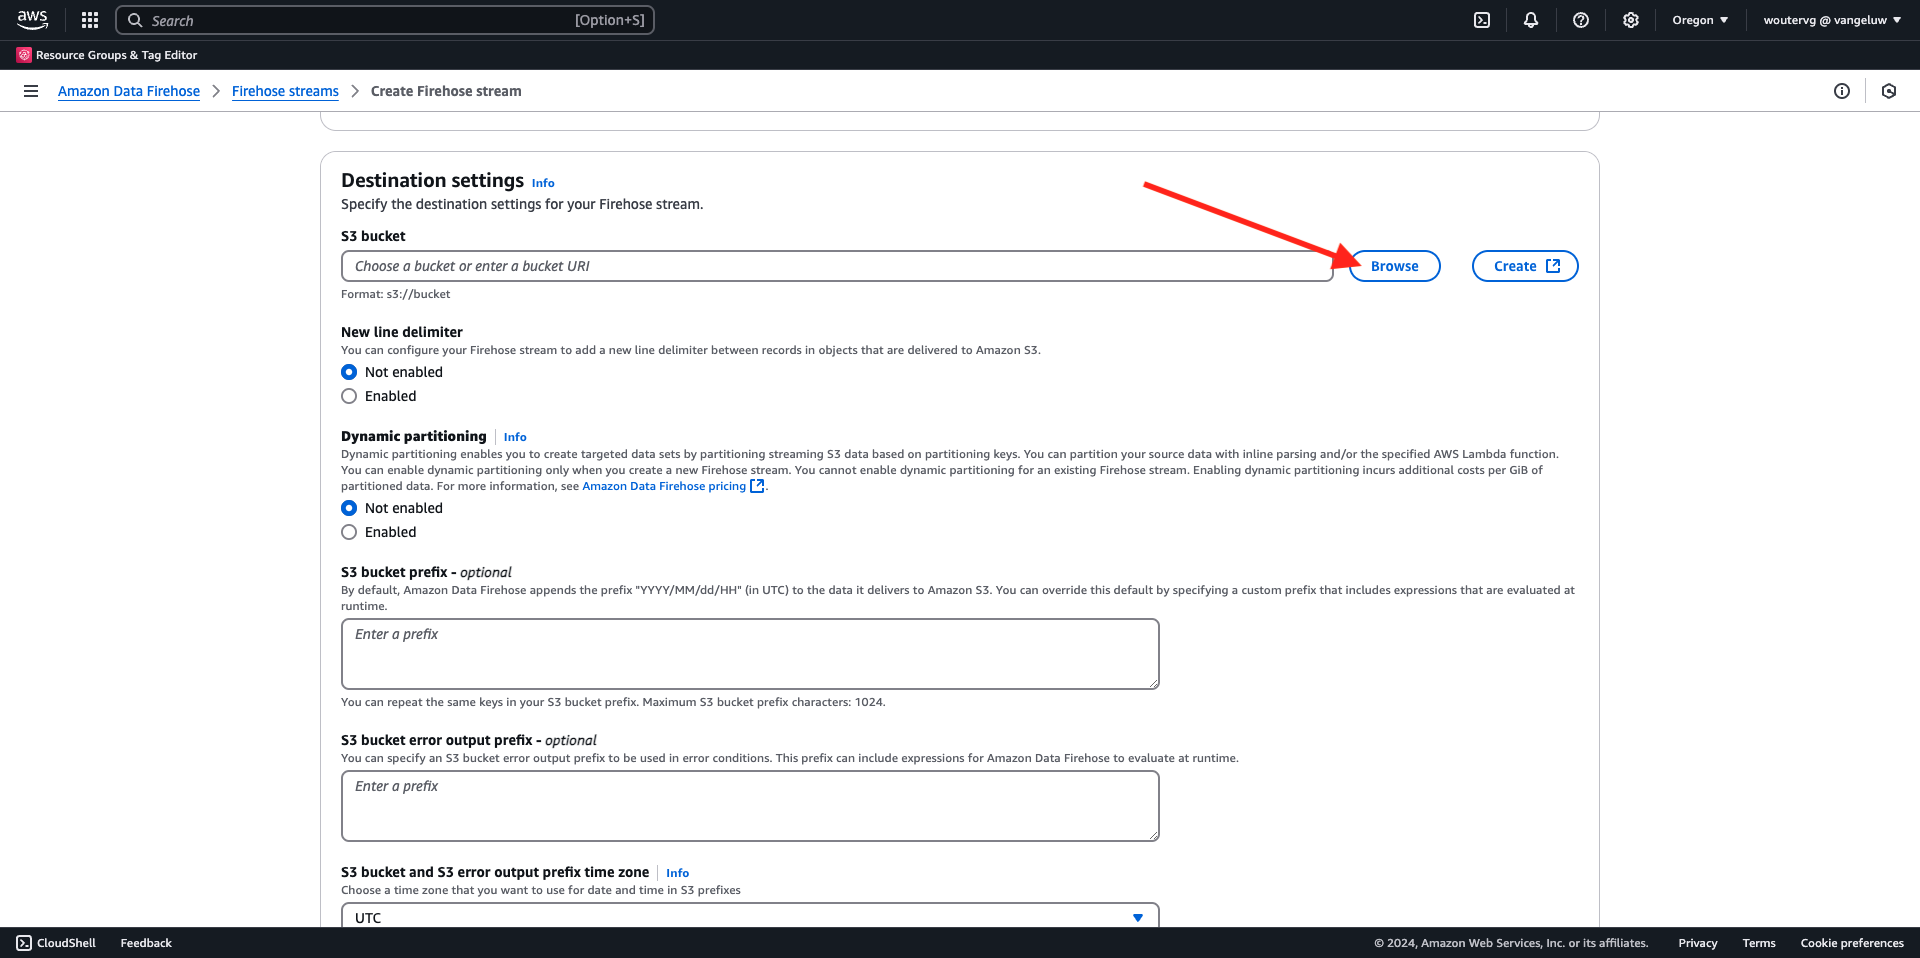 aws
Search
[Option+S]
Oregon
woutervg @ vangeluw
Resource Groups & Tag Editor
Amazon Data Firehose
Firehose streams
Create Firehose stream
Destination settings
Info
Specify the destination settings for your Firehose stream.
S3 bucket
Choose a bucket or enter a bucket URI
Browse
Create
Format: s3://bucket
New line delimiter
You can configure your Firehose stream to add a new line delimiter between records in objects that are delivered to Amazon S3.
Not enabled
Enabled
Dynamic partitioning
Info
Dynamic partitioning enables you to create targeted data sets by partitioning streaming S3 data based on partitioning keys. You can partition your source data with inline parsing and/or the specified AWS Lambda function.
You can enable dynamic partitioning only when you create a new Firehose stream. You cannot enable dynamic partitioning for an existing Firehose stream. Enabling dynamic partitioning incurs additional costs per GiB of
partitioned data. For more information, see Amazon Data Firehose pricing .
Not enabled
Enabled
S3 bucket prefix - optional
By default, Amazon Data Firehose appends the prefix "YYYY/MM/dd/HH" (in UTC) to the data it delivers to Amazon S3. You can override this default by specifying a custom prefix that includes expressions that are evaluated at
runtime.
Enter a prefix
You can repeat the same keys in your S3 bucket prefix. Maximum S3 bucket prefix characters: 1024.
S3 bucket error output prefix - optional
You can specify an S3 bucket error output prefix to be used in error conditions. This prefix can include expressions for Amazon Data Firehose to evaluate at runtime.
Enter a prefix
S3 bucket and S3 error output prefix time zone
Info
Choose a time zone that you want to use for date and time in S3 prefixes
UTC
CloudShell
Feedback
© 2024, Amazon Web Services, Inc. or its affiliates.
Privacy
Terms
Cookie preferences